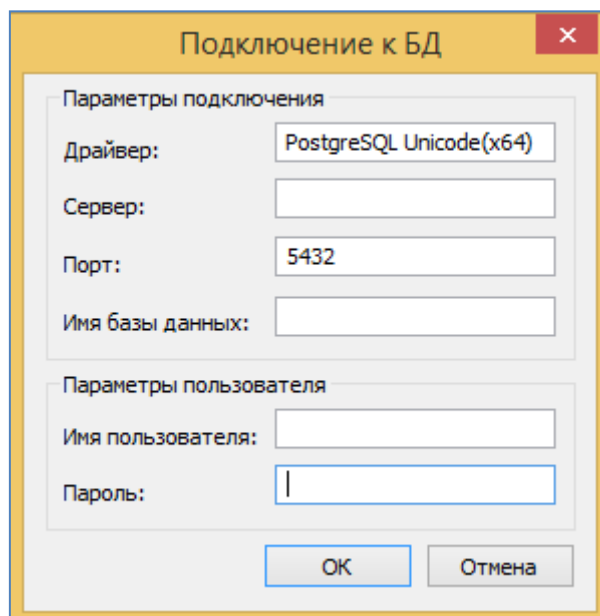 Подключение к БД
Параметры подключения
Драйвер: PostgreSQL Unicode(x64)
Сервер:
Порт: 5432
Имя базы данных:
Параметры пользователя
Имя пользователя:
Пароль:
ОК Отмена